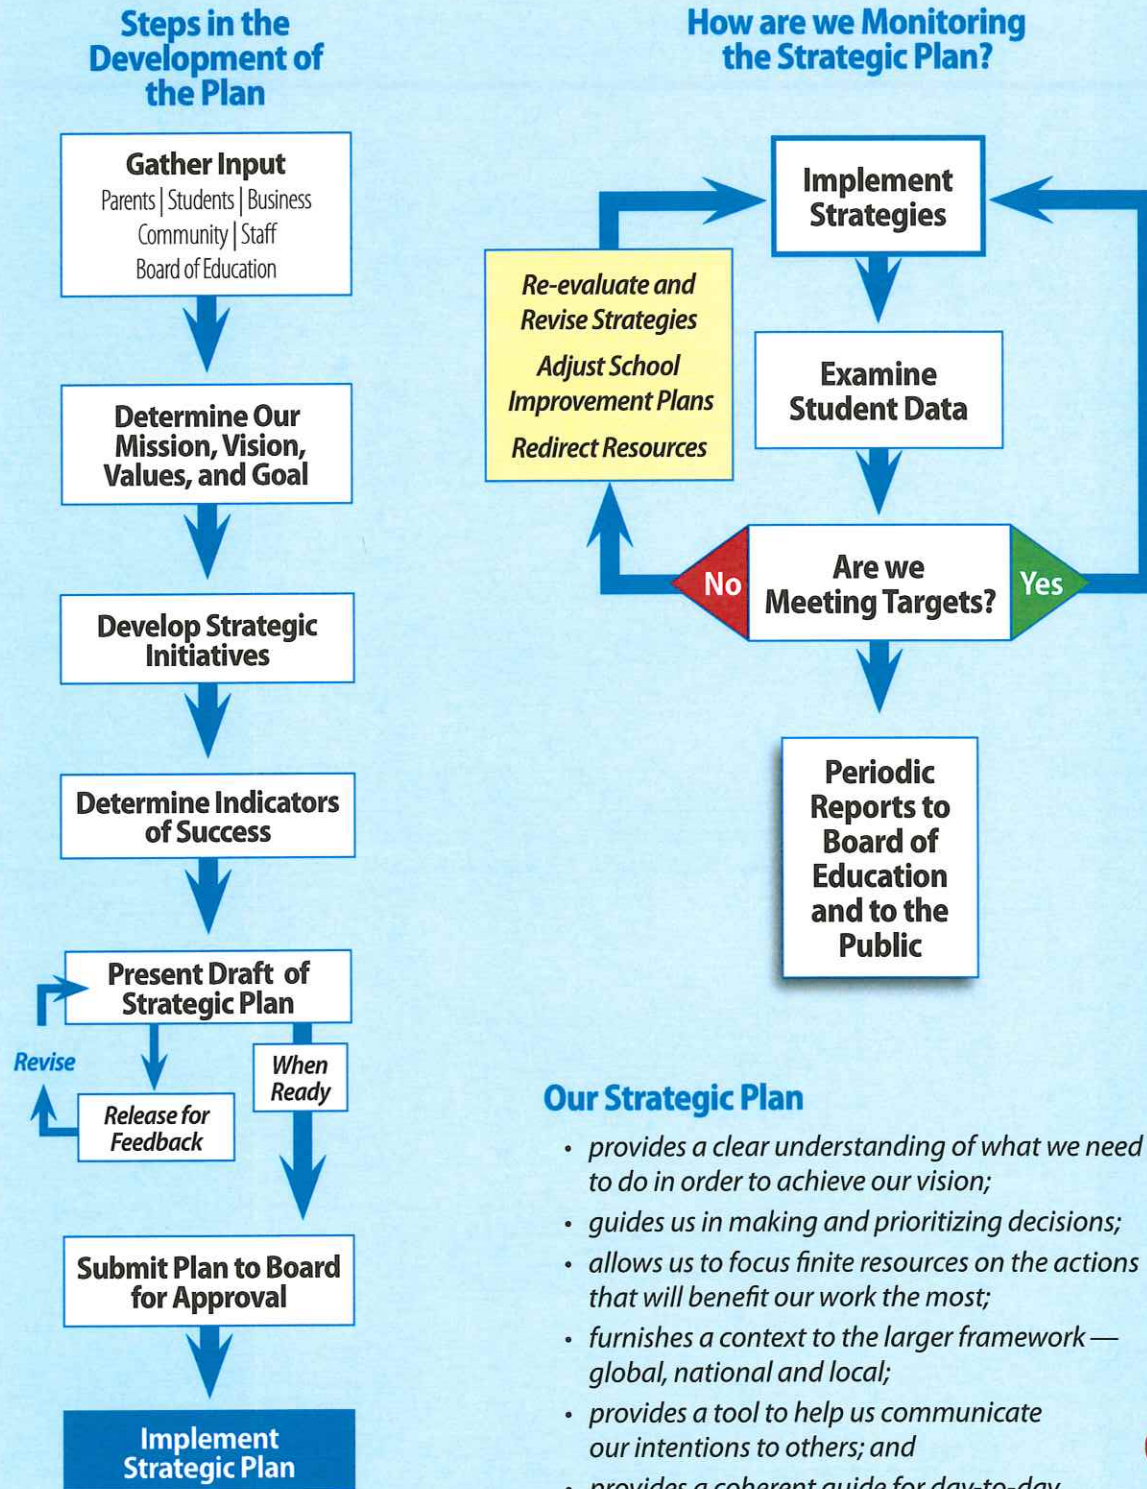 Steps in the
Development of
the Plan
Gather Input
Parents | Students | Business
Community | Staff
Board of Education
Determine Our
Mission, Vision,
Values, and Goal
Develop Strategic
Initiatives
Determine Indicators
of Success
Present Draft of
Strategic Plan
Revise
Release for
Feedback
When
Ready
Submit Plan to Board
for Approval
Implement
Strategic Plan
How are we Monitoring
the Strategic Plan?
Implement
Strategies
Re-evaluate and
Revise Strategies
Adjust School
Improvement Plans
Redirect Resources
Examine
Student Data
No
Are we
Meeting Targets?
Yes
Periodic
Reports to
Board of
Education
and to the
Public
Our Strategic Plan
• provides a clear understanding of what we need
to do in order to achieve our vision;
• guides us in making and prioritizing decisions;
• allows us to focus finite resources on the actions
that will benefit our work the most;
• furnishes a context to the larger framework —
global, national and local;
• provides a tool to help us communicate
our intentions to others; and
• provides a coherent guide for day-to-day